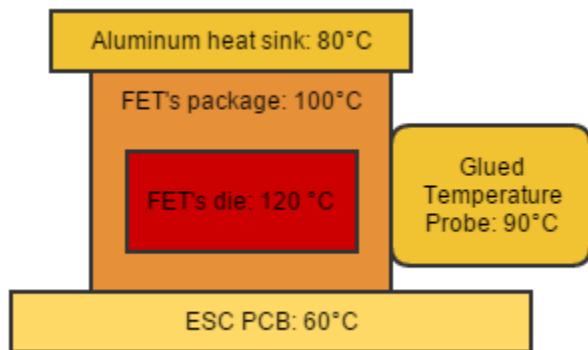 Aluminum heat sink: 80°C
FET's package: 100°C
FET's die: 120 °C
Glued
Temperature
Probe: 90°C
ESC PCB: 60°C